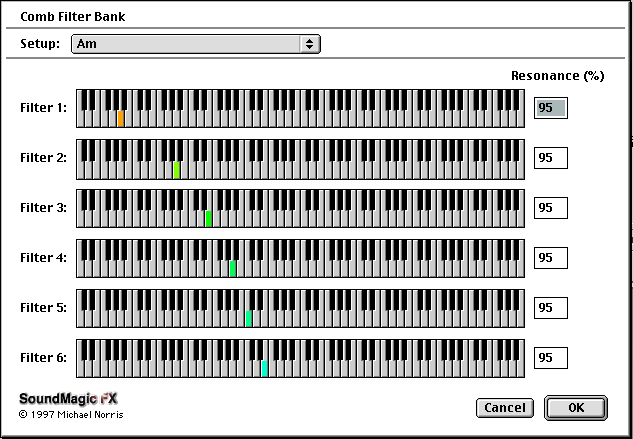 Comb Filter Bank
Setup: Am
Resonance (%)
Filter 1: 95
Filter 2: 95
Filter 3: 95
Filter 4: 95
Filter 5: 95
Filter 6: 95
SoundMagic FX
© 1997 Michael Norris
Cancel OK